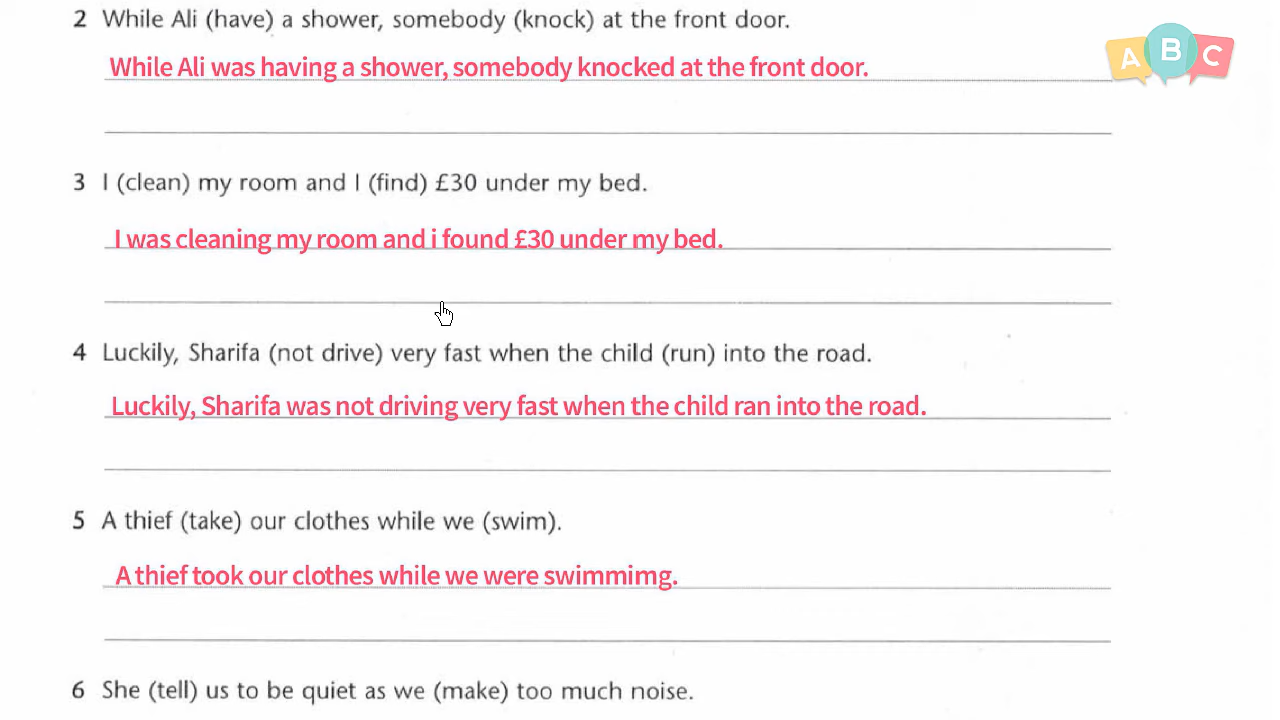 2 While Ali (have) a shower, somebody (knock) at the front door.
While Ali was having a shower, somebody knocked at the front door.
A B C
3 I (clean) my room and I (find) £30 under my bed.
I was cleaning my room and i found £30 under my bed.
4 Luckily, Sharifa (not drive) very fast when the child (run) into the road.
Luckily, Sharifa was not driving very fast when the child ran into the road.
5 A thief (take) our clothes while we (swim).
A thief took our clothes while we were swimmimg.
6 She (tell) us to be quiet as we (make) too much noise.